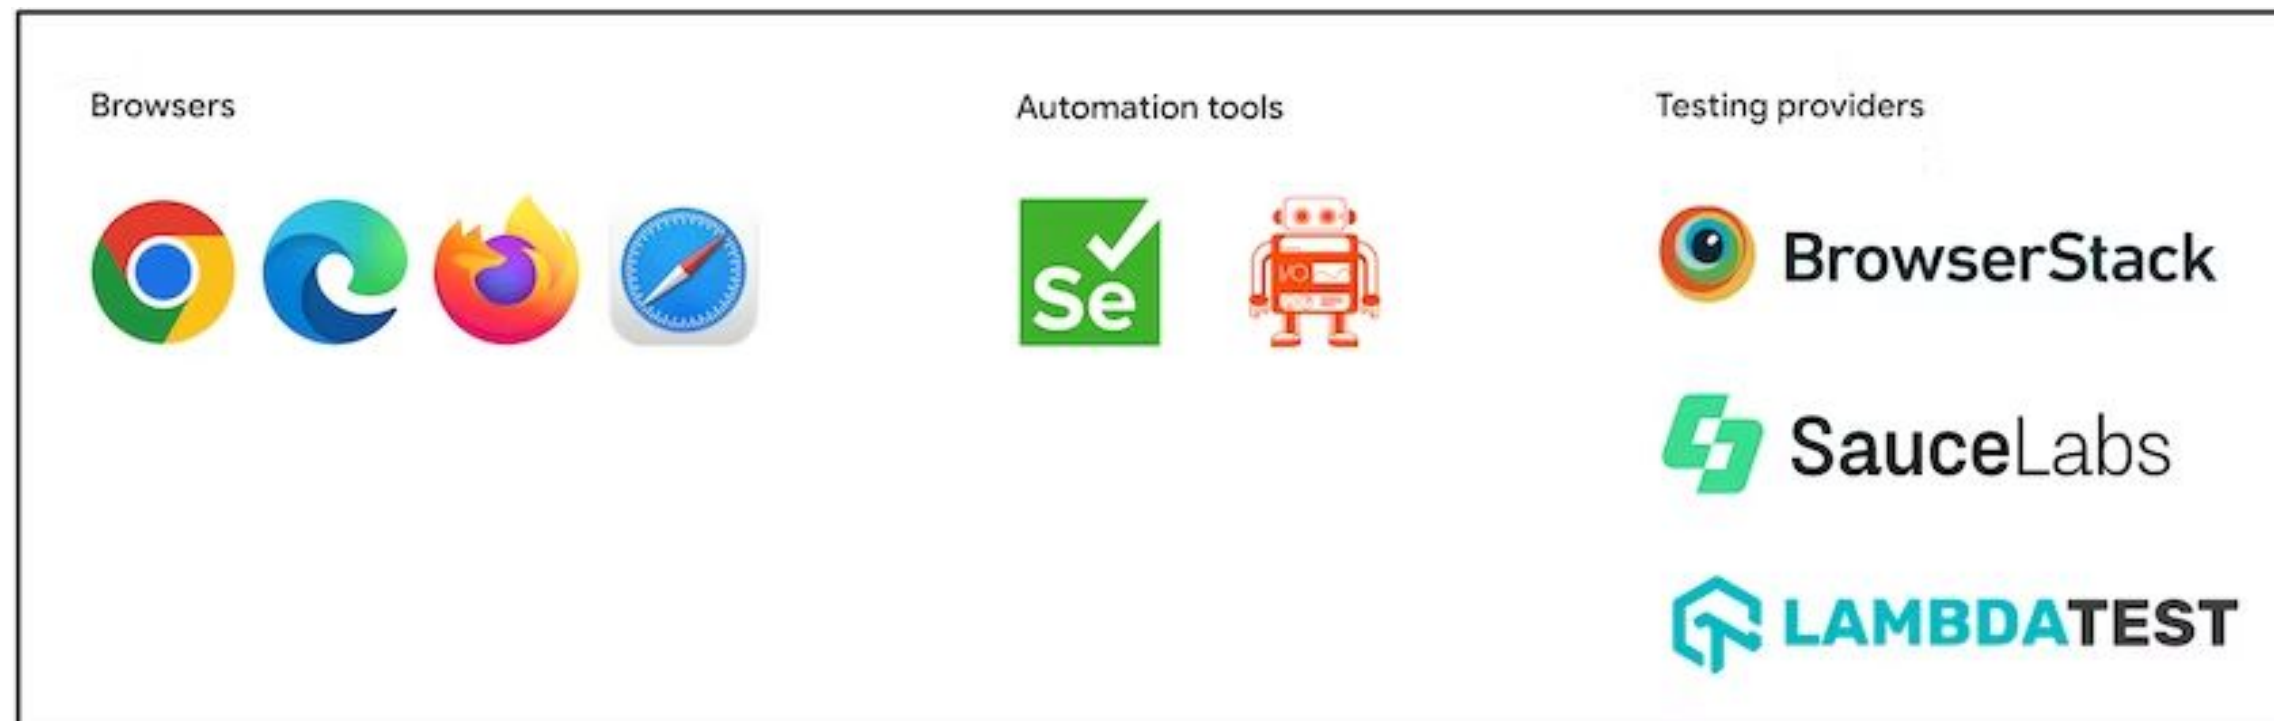 Browsers
Automation tools
Testing providers
Se
I/O
BrowserStack
SauceLabs
LAMBDATEST